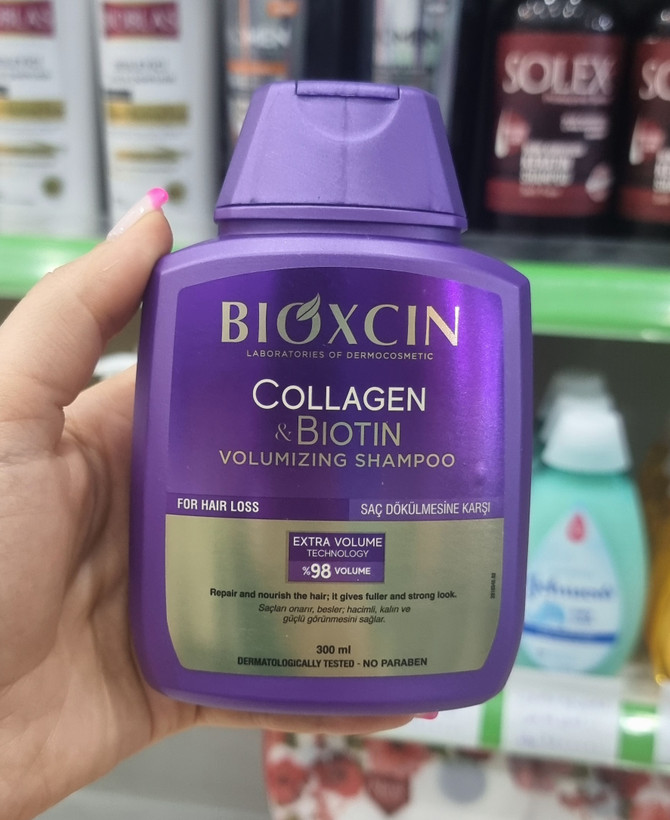 BIOXCIN
LABORATORIES OF DERMOCOSMETIC
COLLAGEN
& BIOTIN
VOLUMIZING SHAMPOO
FOR HAIR LOSS
SAÇ DÖKÜLMESİNE KARŞI
EXTRA VOLUME
TECHNOLOGY
%98 VOLUME
Repair and nourish the hair; it gives fuller and strong look.
Saçları onarır, besler; hacimli, kalın ve
güçlü görünmesini sağlar.
300 ml
DERMATOLOGICALLY TESTED - NO PARABEN
SOLEX
SHAMPOO
Johnson's